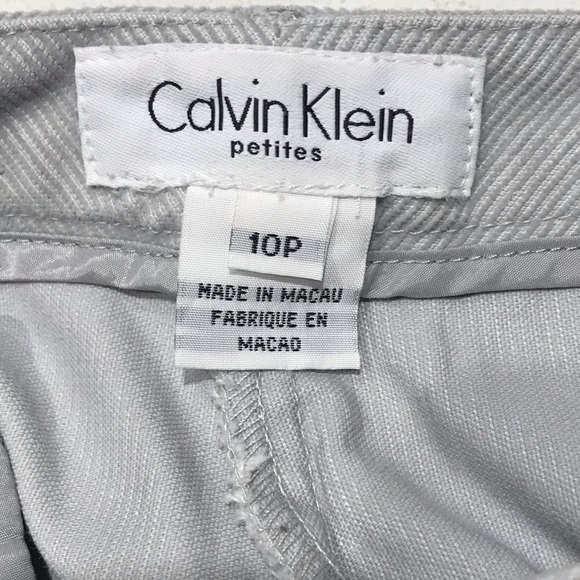 Calvin Klein
petites
10P
MADE IN MACAU
FABRIQUE EN
MACAO